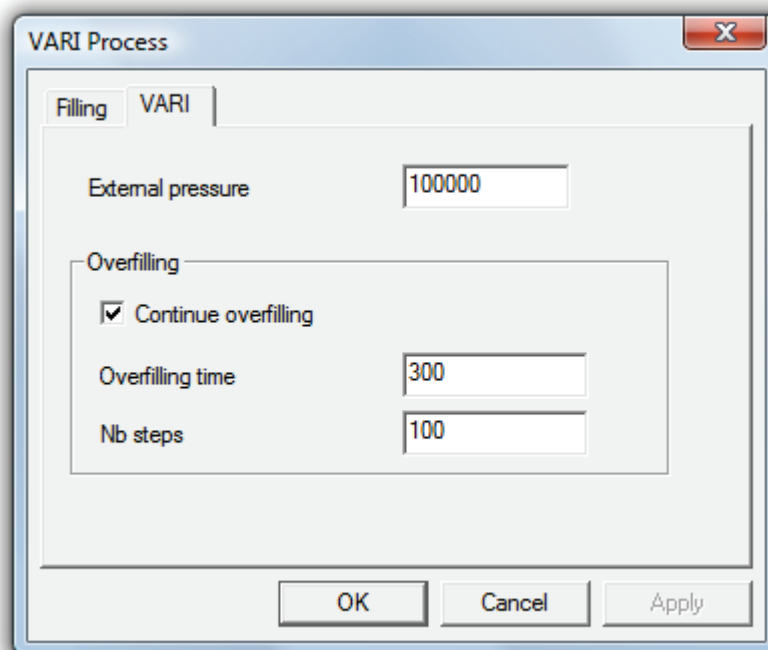 VARI Process
Filling VARI
External pressure 100000
Overfilling
Continue overfilling
Overfilling time 300
Nb steps 100
OK Cancel Apply